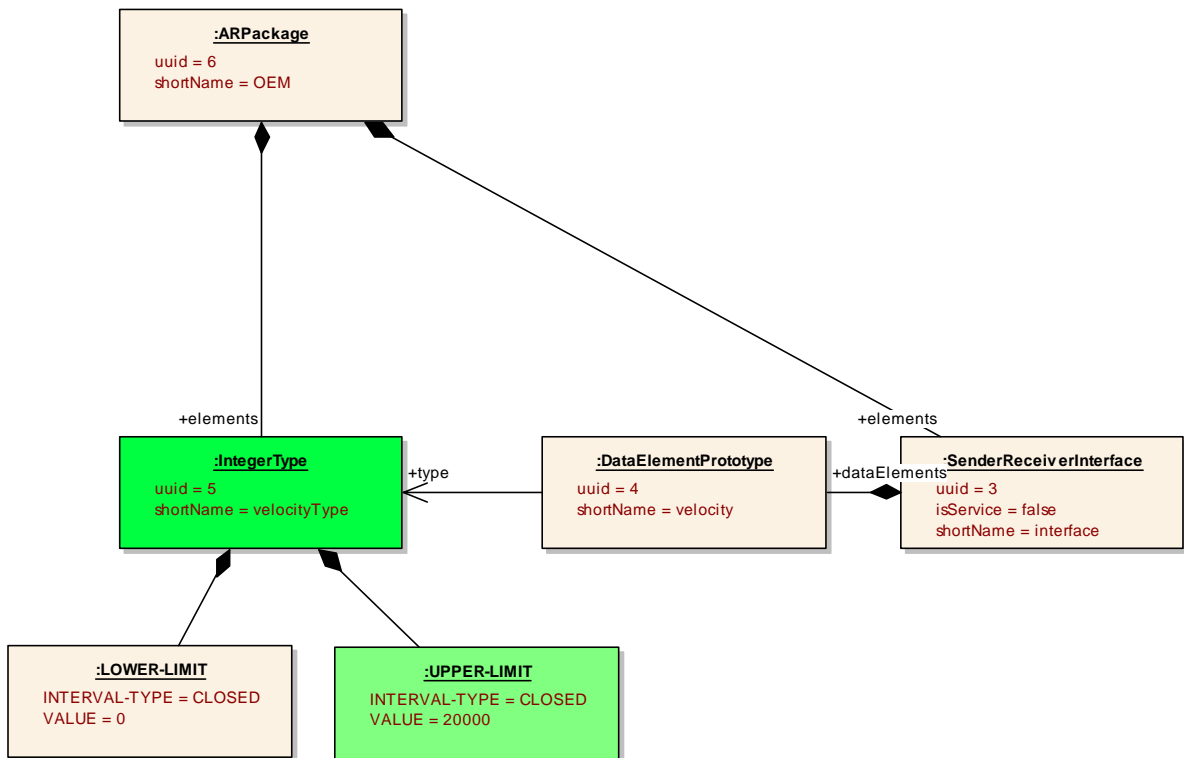 :ARPackage
uuid = 6
shortName = OEM
+elements
+elements
:IntegerType
uuid = 5
shortName = velocityType
+type
:DataElementPrototype
uuid = 4
shortName = velocity
+dataElements
:SenderReceiverInterface
uuid = 3
isService = false
shortName = interface
:LOWER-LIMIT
INTERVAL-TYPE = CLOSED
VALUE = 0
:UPPER-LIMIT
INTERVAL-TYPE = CLOSED
VALUE = 20000